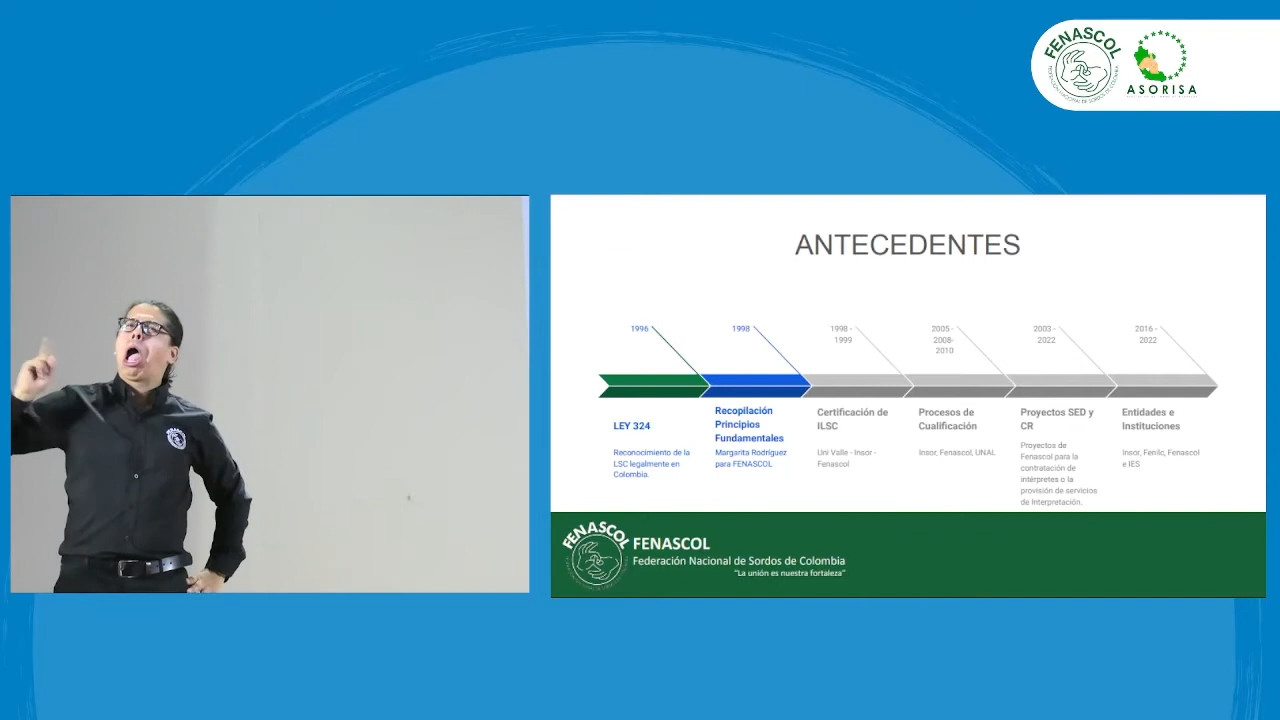 FENASCOL
ASORISA
ANTECEDENTES
1996
1998
1998 -
1999
2005 -
2008-
2010
2003 -
2022
2016 -
2022
LEY 324
Reconocimiento de la
LSC legalmente en
Colombia.
Recopilación
Principios
Fundamentales
Margarita Rodríguez
para FENASCOL
Certificación de
ILSC
Uni Valle - Insor -
Fenascol
Procesos de
Cualificación
Insor, Fenascol, UNAL
Proyectos SED y
CR
Proyectos de
Fenascol para la
contratación de
intérpretes o la
provisión de servicios
de Interpretación.
Entidades e
Instituciones
Insor, Fenilc, Fenascol
e IES
FENASCOL
FENASCOL
Federación Nacional de Sordos de Colombia
"La unión es nuestra fortaleza"